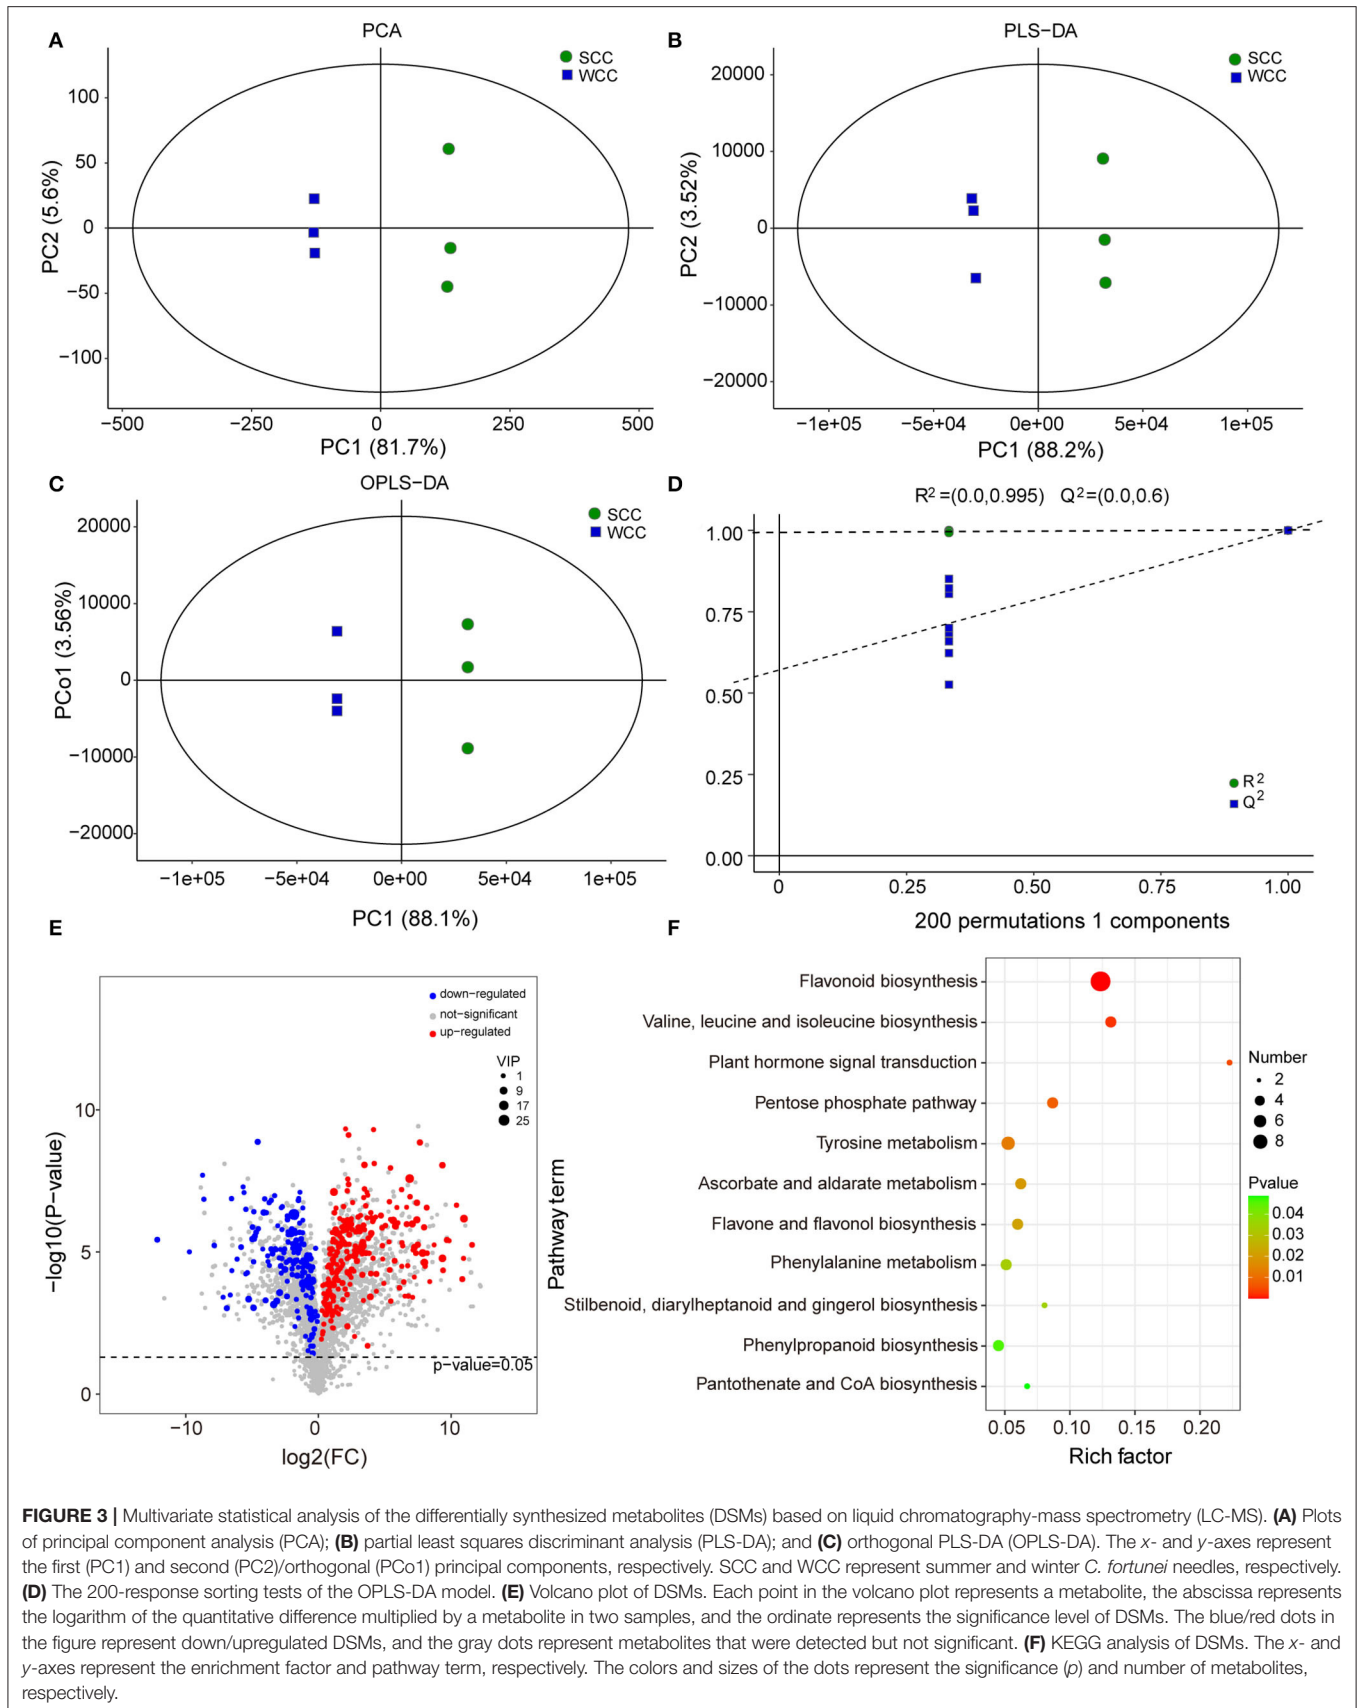 A
PCA
SCC
WCC
100
50
0
−50
−100
PC2 (5.6%)
−500
−250
0
250
500
PC1 (81.7%)
B
PLS−DA
SCC
WCC
20000
10000
0
−10000
−20000
PC2 (3.52%)
−1e+05
−5e+04
0e+00
5e+04
1e+05
PC1 (88.2%)
C
OPLS−DA
SCC
WCC
20000
10000
0
−10000
−20000
PCo1 (3.56%)
−1e+05
−5e+04
0e+00
5e+04
1e+05
PC1 (88.1%)
D
R²=(0.0,0.995) Q²=(0.0,0.6)
1.00
0.75
0.50
0.25
0.00
R²
Q²
0
0.25
0.50
0.75
1.00
200 permutations 1 components
E
down−regulated
not−significant
up−regulated
VIP
1
9
17
25
10
5
0
−log10(P−value)
p−value=0.05
−10
0
10
log2(FC)
F
Pathway term
Flavonoid biosynthesis
Valine, leucine and isoleucine biosynthesis
Plant hormone signal transduction
Pentose phosphate pathway
Tyrosine metabolism
Ascorbate and aldarate metabolism
Flavone and flavonol biosynthesis
Phenylalanine metabolism
Stilbenoid, diarylheptanoid and gingerol biosynthesis
Phenylpropanoid biosynthesis
Pantothenate and CoA biosynthesis
0.05
0.10
0.15
0.20
Rich factor
Number
2
4
6
8
Pvalue
0.04
0.03
0.02
0.01
FIGURE 3 | Multivariate statistical analysis of the differentially synthesized metabolites (DSMs) based on liquid chromatography-mass spectrometry (LC-MS). (A) Plots
of principal component analysis (PCA); (B) partial least squares discriminant analysis (PLS-DA); and (C) orthogonal PLS-DA (OPLS-DA). The x- and y-axes represent
the first (PC1) and second (PC2)/orthogonal (PCo1) principal components, respectively. SCC and WCC represent summer and winter C. fortunei needles, respectively.
(D) The 200-response sorting tests of the OPLS-DA model. (E) Volcano plot of DSMs. Each point in the volcano plot represents a metabolite, the abscissa represents
the logarithm of the quantitative difference multiplied by a metabolite in two samples, and the ordinate represents the significance level of DSMs. The blue/red dots in
the figure represent down/upregulated DSMs, and the gray dots represent metabolites that were detected but not significant. (F) KEGG analysis of DSMs. The x- and
y-axes represent the enrichment factor and pathway term, respectively. The colors and sizes of the dots represent the significance (p) and number of metabolites,
respectively.